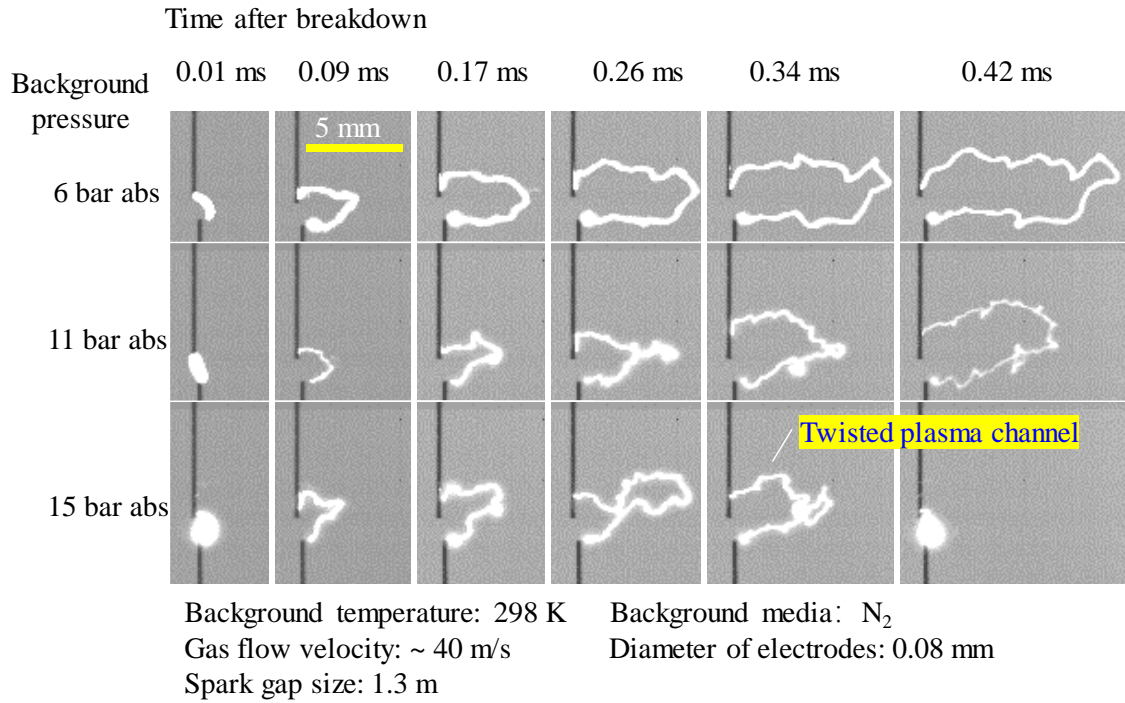 Time after breakdown
Background pressure
0.01 ms 0.09 ms 0.17 ms 0.26 ms 0.34 ms 0.42 ms
5 mm
6 bar abs
11 bar abs
Twisted plasma channel
15 bar abs
Background temperature: 298 K Background media: N₂
Gas flow velocity: ~ 40 m/s Diameter of electrodes: 0.08 mm
Spark gap size: 1.3 m